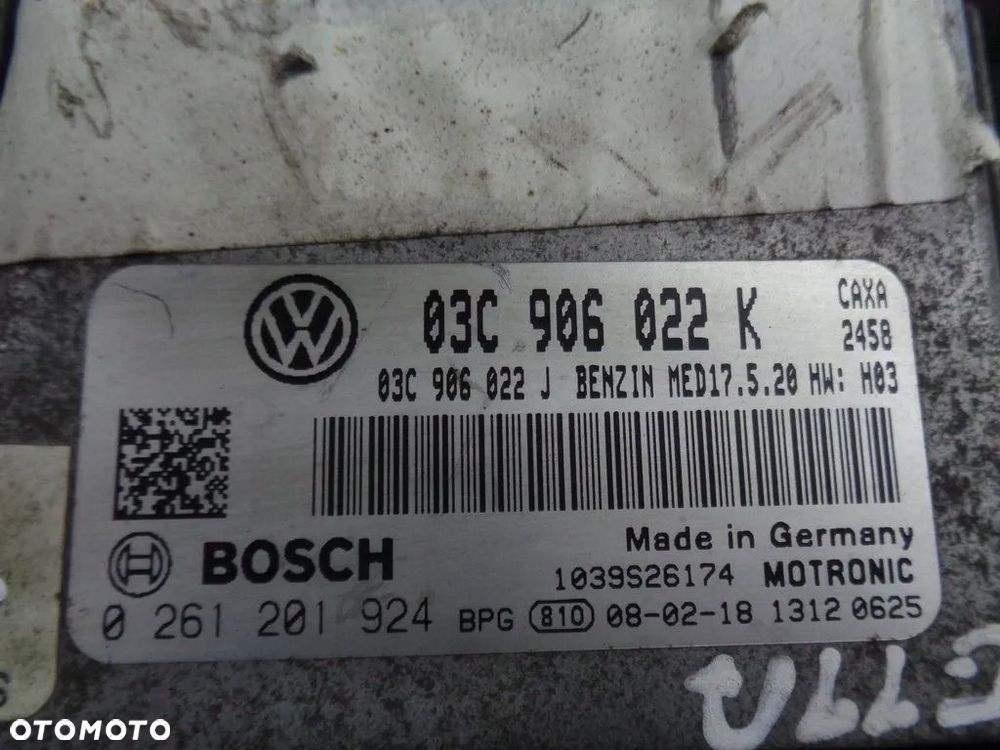 03C 906 022 K CAXA
2458
03C 906 022 J BENZIN MED17.5.20 HW: H03
BOSCH
Made in Germany
1039S26174 MOTRONIC
0 261 201 924 BPG 810 08-02-18 1312 0625
OTOMOTO